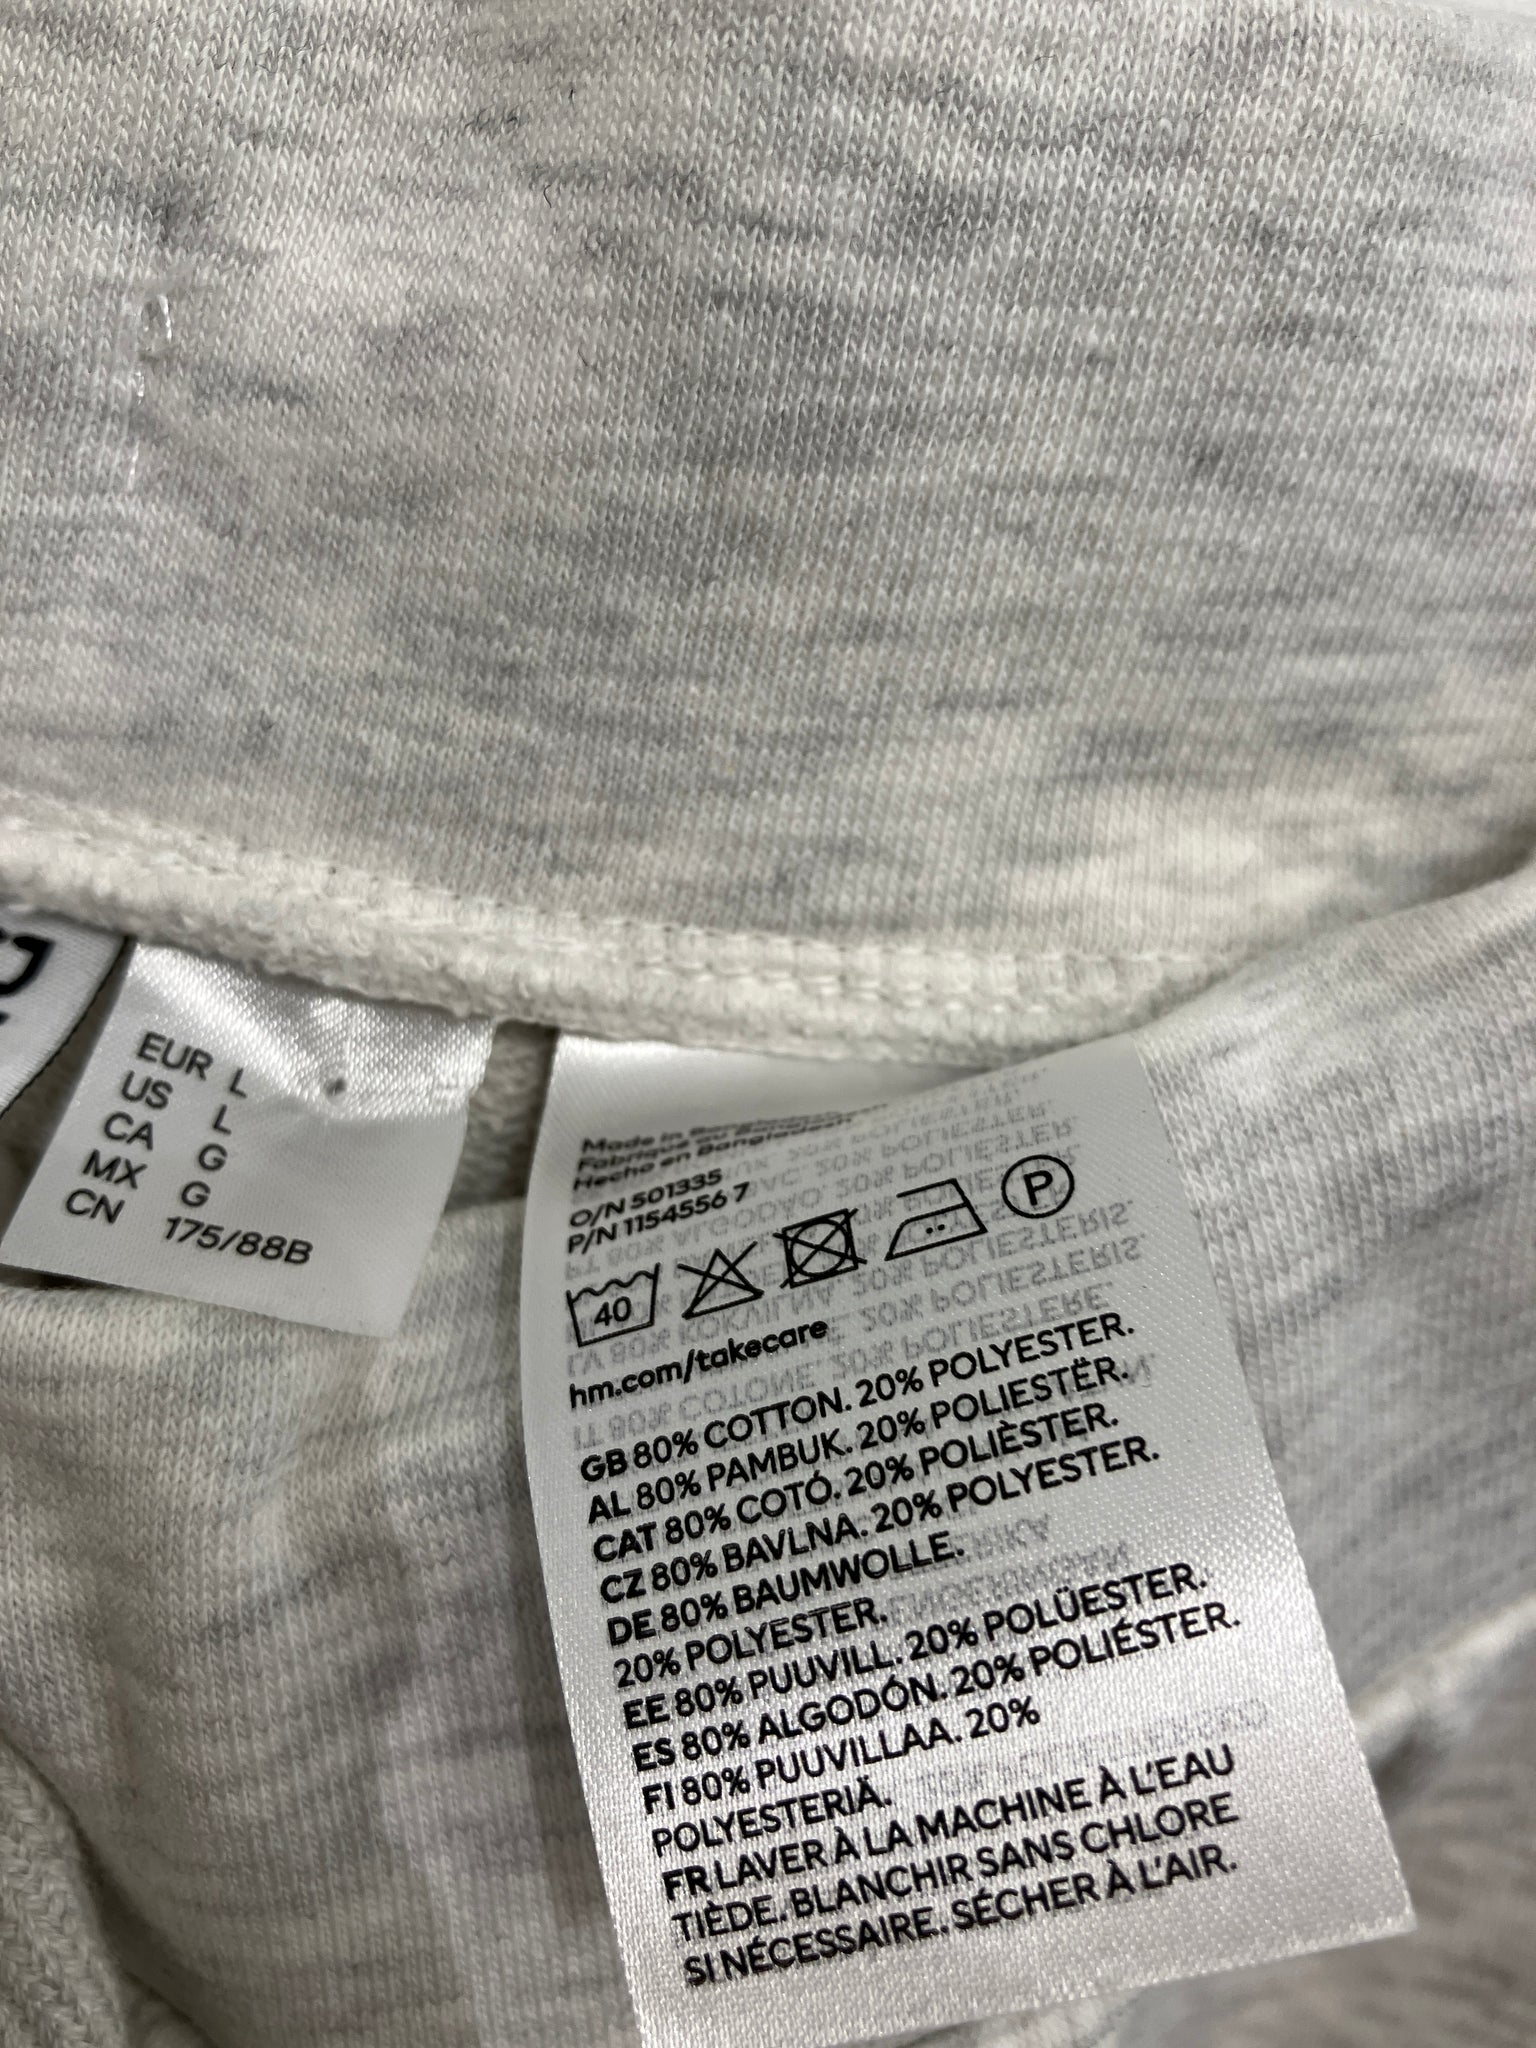 EUR L
US L
CA G
MX G
CN 175/88B
Made in Bangladesh
Fabriqué au Bangladesh
Hecho en Bangladesh
O/N 501335
P/N 1154556 7
40
P
hm.com/takecare
GB 80% COTTON. 20% POLYESTER.
AL 80% PAMBUK. 20% POLIESTËR.
CAT 80% COTÓ. 20% POLIÈSTER.
CZ 80% BAVLNA. 20% POLYESTER.
DE 80% BAUMWOLLE.
20% POLYESTER.
EE 80% PUUVILL. 20% POLÜESTER.
ES 80% ALGODÓN. 20% POLIÉSTER.
FI 80% PUUVILLAA. 20%
POLYESTERIÄ.
FR LAVER À LA MACHINE À L'EAU
TIÈDE. BLANCHIR SANS CHLORE
SI NÉCESSAIRE. SÉCHER À L'AIR.